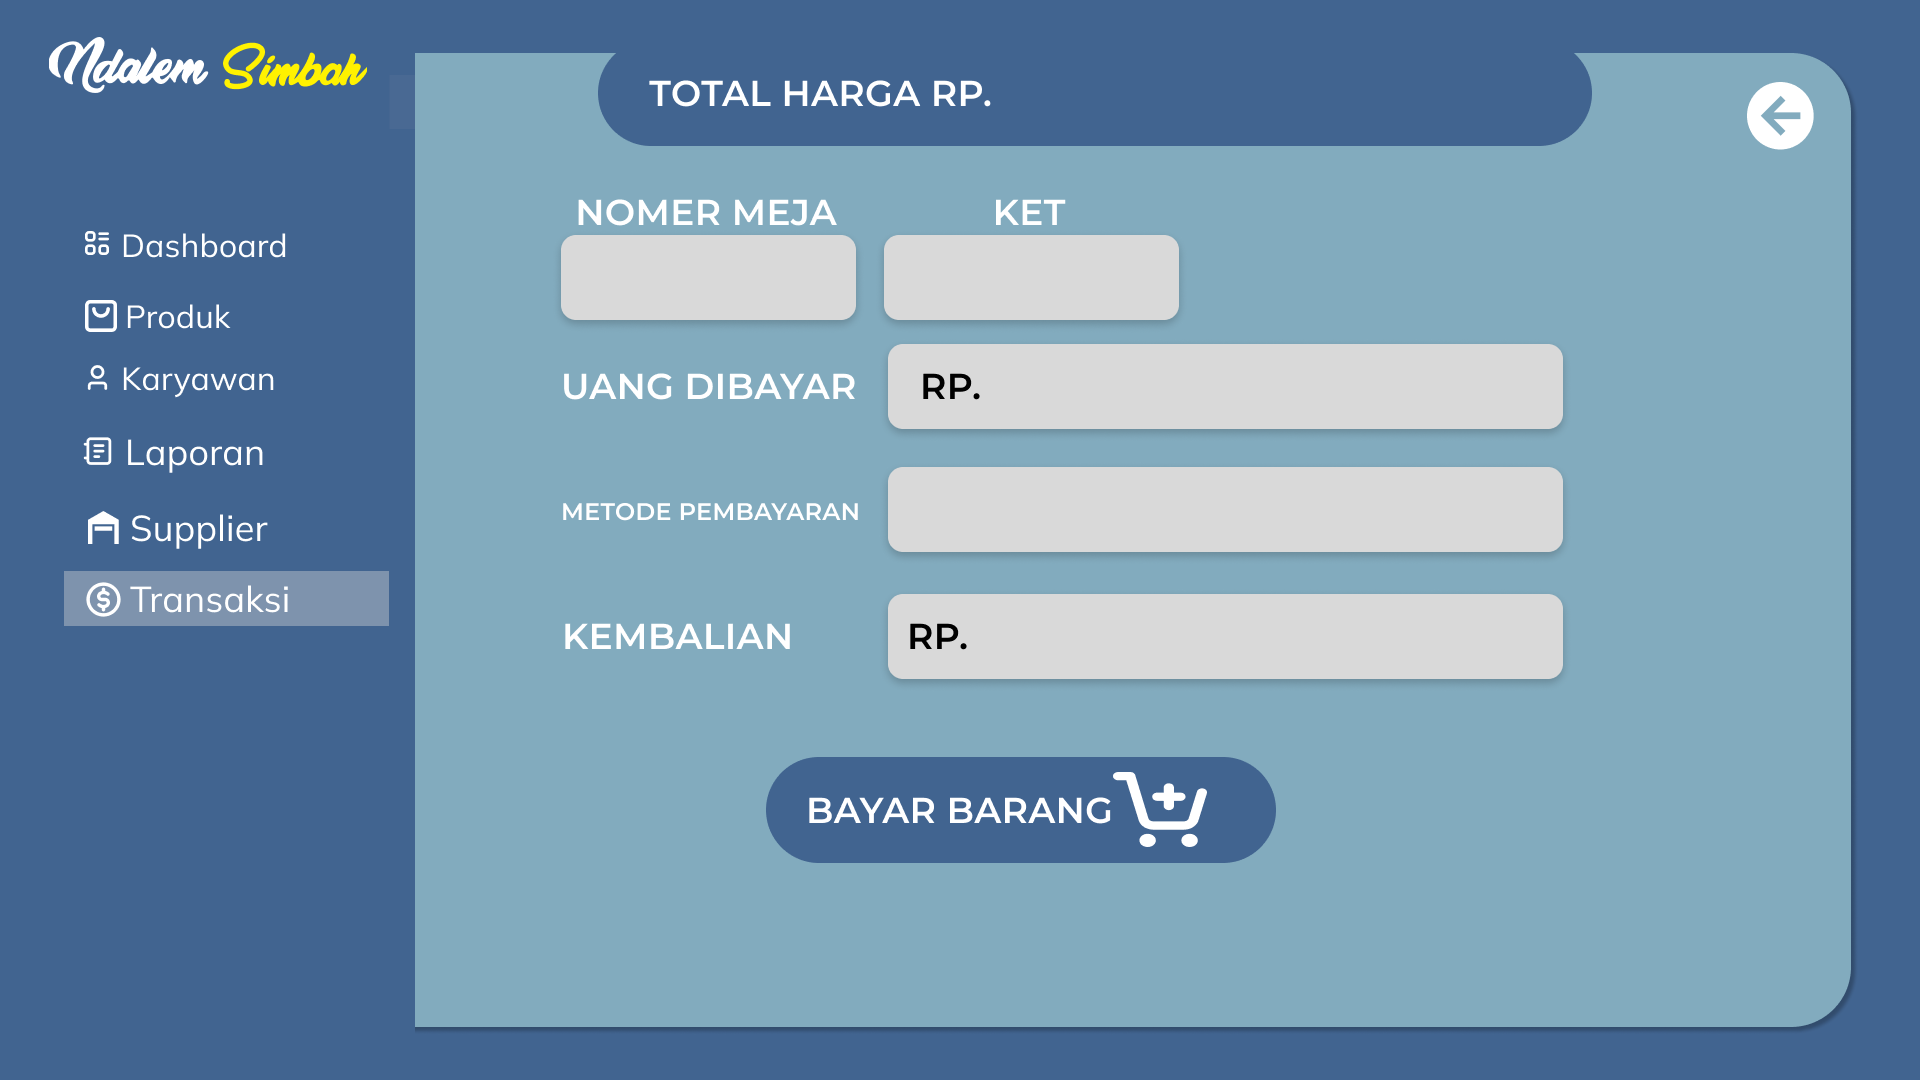 Ndalem Simbah
Dashboard
Produk
Karyawan
Laporan
Supplier
Transaksi
TOTAL HARGA RP.
NOMER MEJA KET
UANG DIBAYAR RP.
METODE PEMBAYARAN
KEMBALIAN RP.
BAYAR BARANG